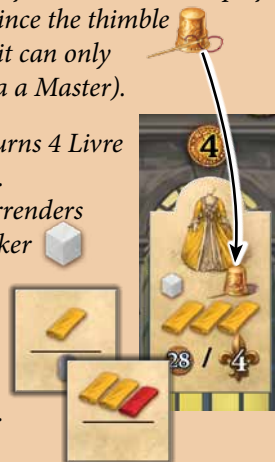 ince the thimble
it can only
a a Master).
urns 4 Livre
.
rrenders
ker
4
28 / 4
.